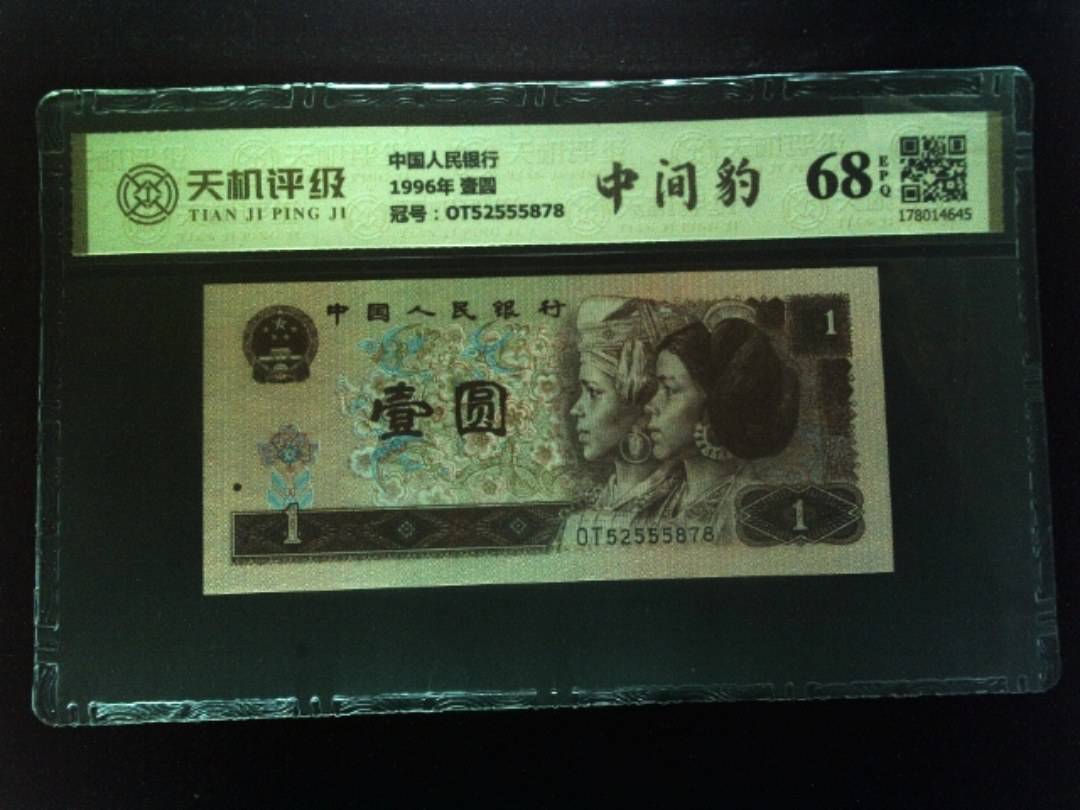 天机评级
TIAN JI PING JI
中国人民银行
1996年 壹圆
冠号：OT52555878
中间豹
68
EPQ
178014645
中国人民银行
1
壹圆
1
OT52555878
1